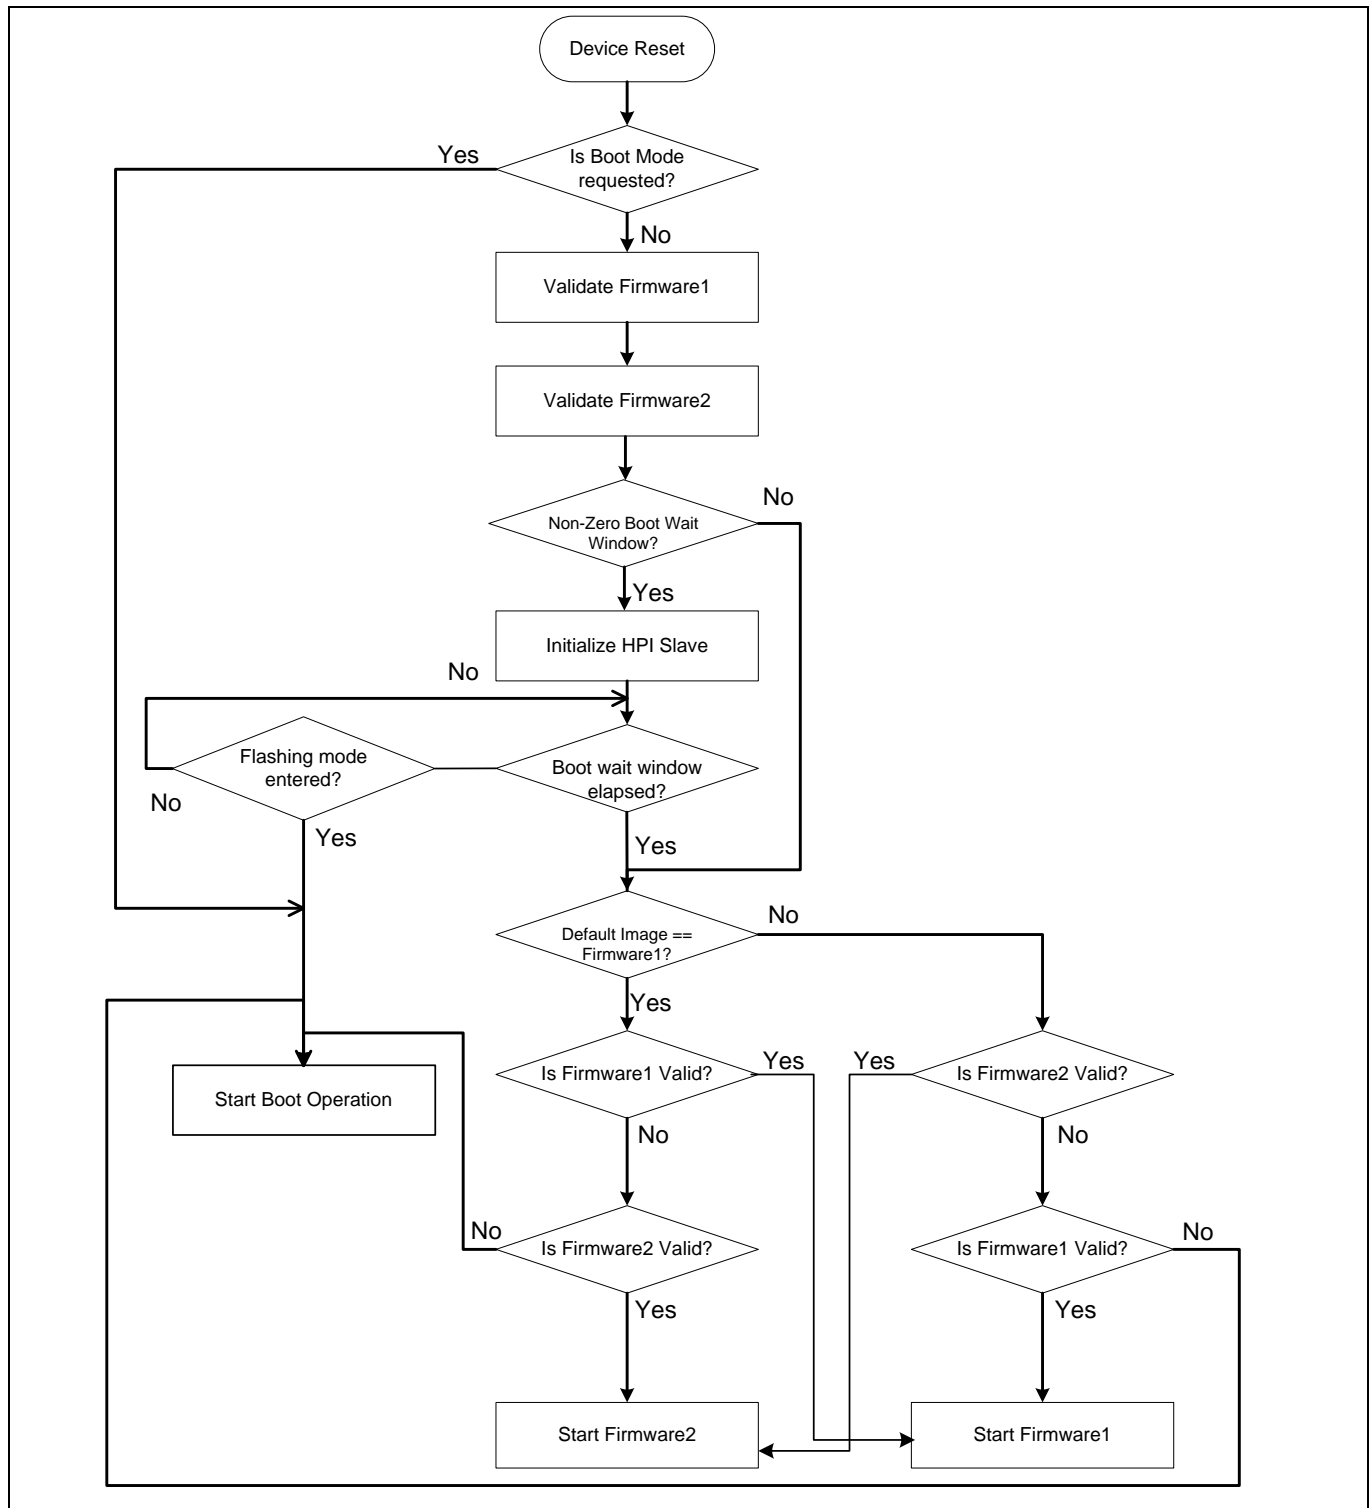 Device Reset
Yes
Is Boot Mode
requested?
No
Validate Firmware1
Validate Firmware2
No
Non-Zero Boot Wait
Window?
Yes
Initialize HPI Slave
No
Flashing mode
entered?
Boot wait window
elapsed?
No
Yes
Yes
No
Default Image ==
Firmware1?
Yes
Yes
Yes
Is Firmware1 Valid?
Is Firmware2 Valid?
Start Boot Operation
No
No
No
No
Is Firmware2 Valid?
Is Firmware1 Valid?
Yes
Yes
Start Firmware2
Start Firmware1